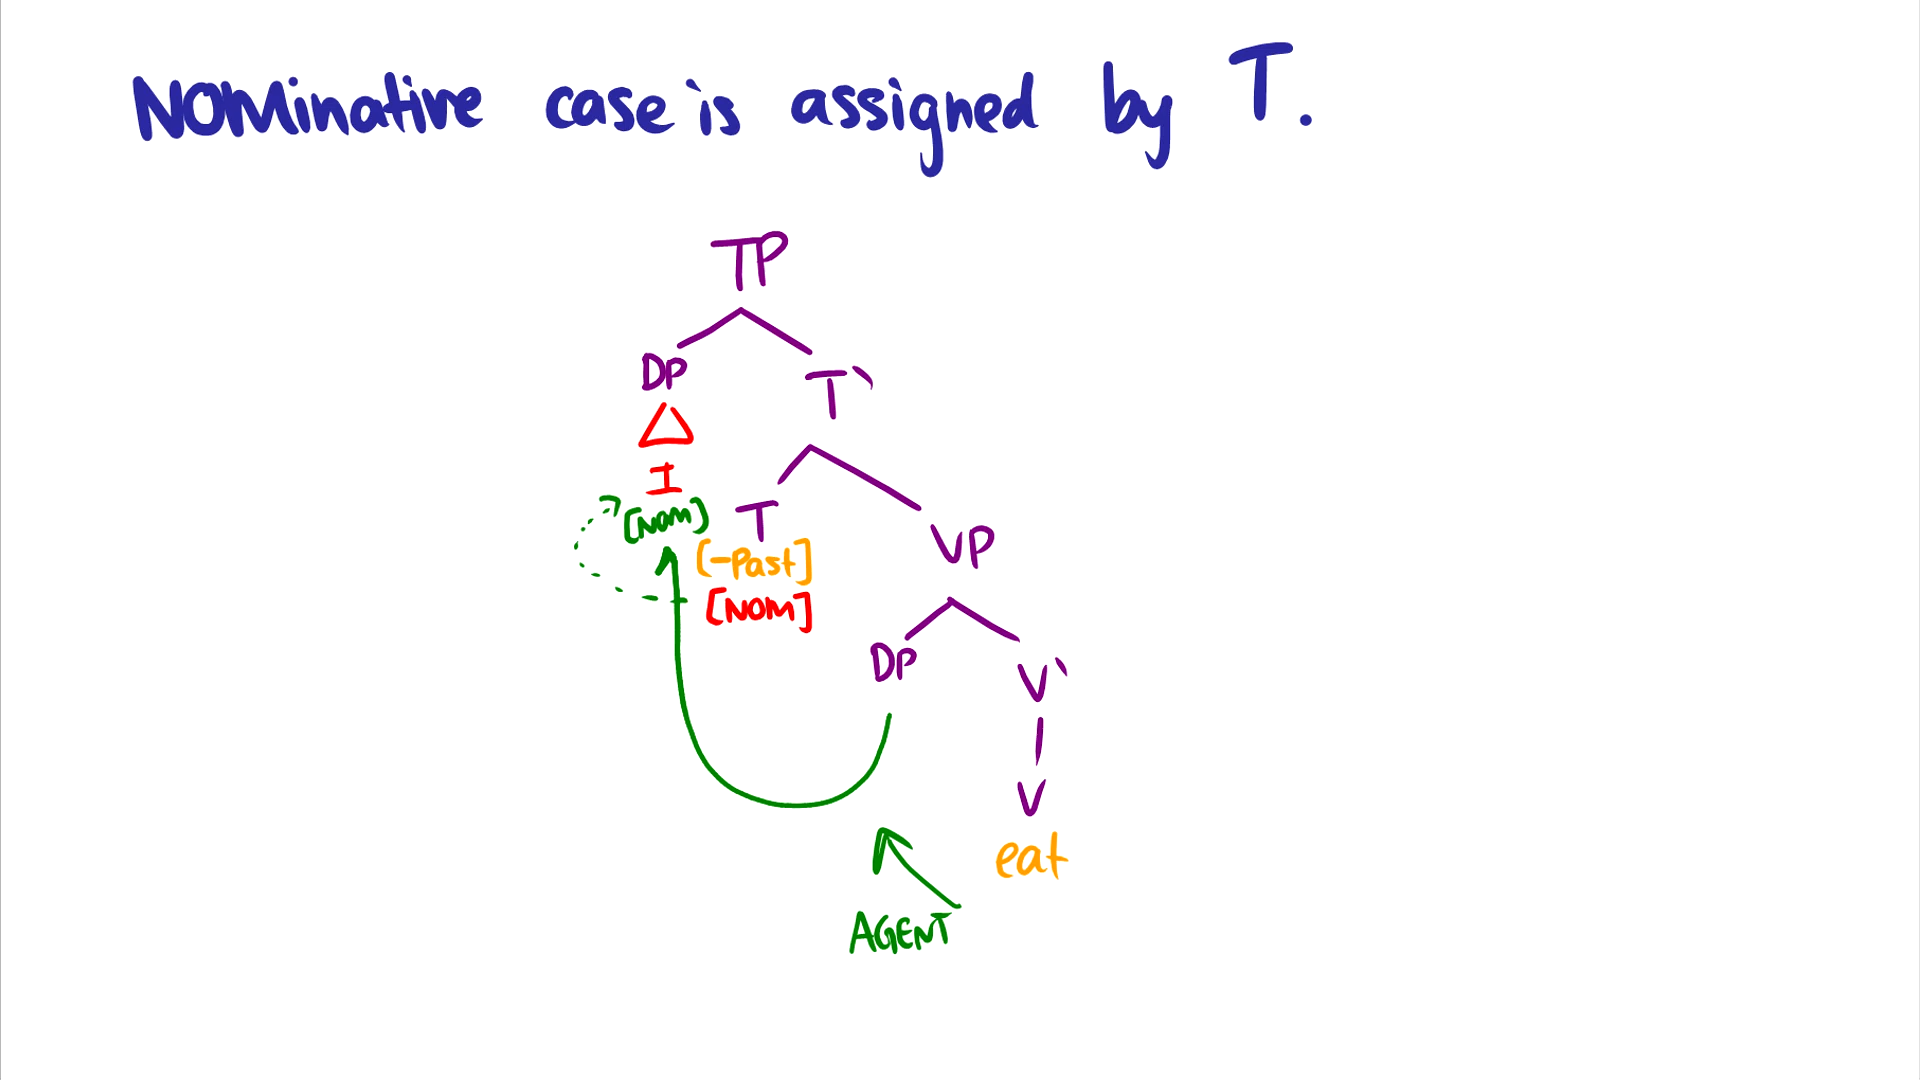 NOMinative case is assigned by T.
TP
DP T`
I
[NOM] T
[-Past] VP
[NOM]
DP V`
V
eat
AGENT